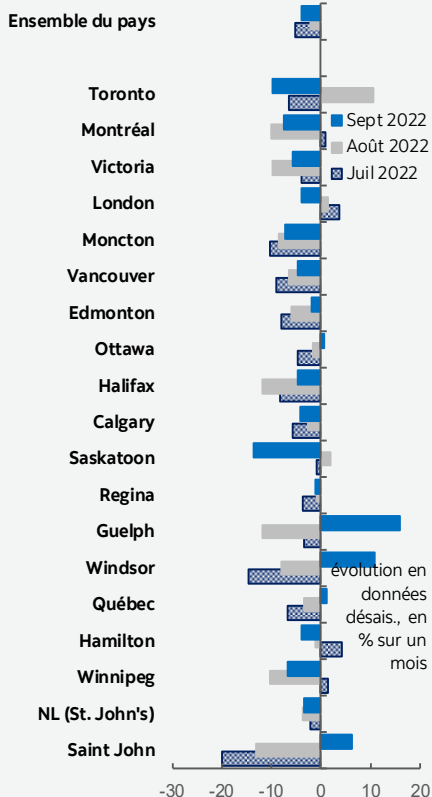 Ensemble du pays
Toronto
Montréal
Victoria
London
Moncton
Vancouver
Edmonton
Ottawa
Halifax
Calgary
Saskatoon
Regina
Guelph
Windsor
Québec
Hamilton
Winnipeg
NL (St. John's)
Saint John
Sept 2022
Août 2022
Juil 2022
évolution en
données
désais., en
% sur un
mois
-30 -20 -10 0 10 20